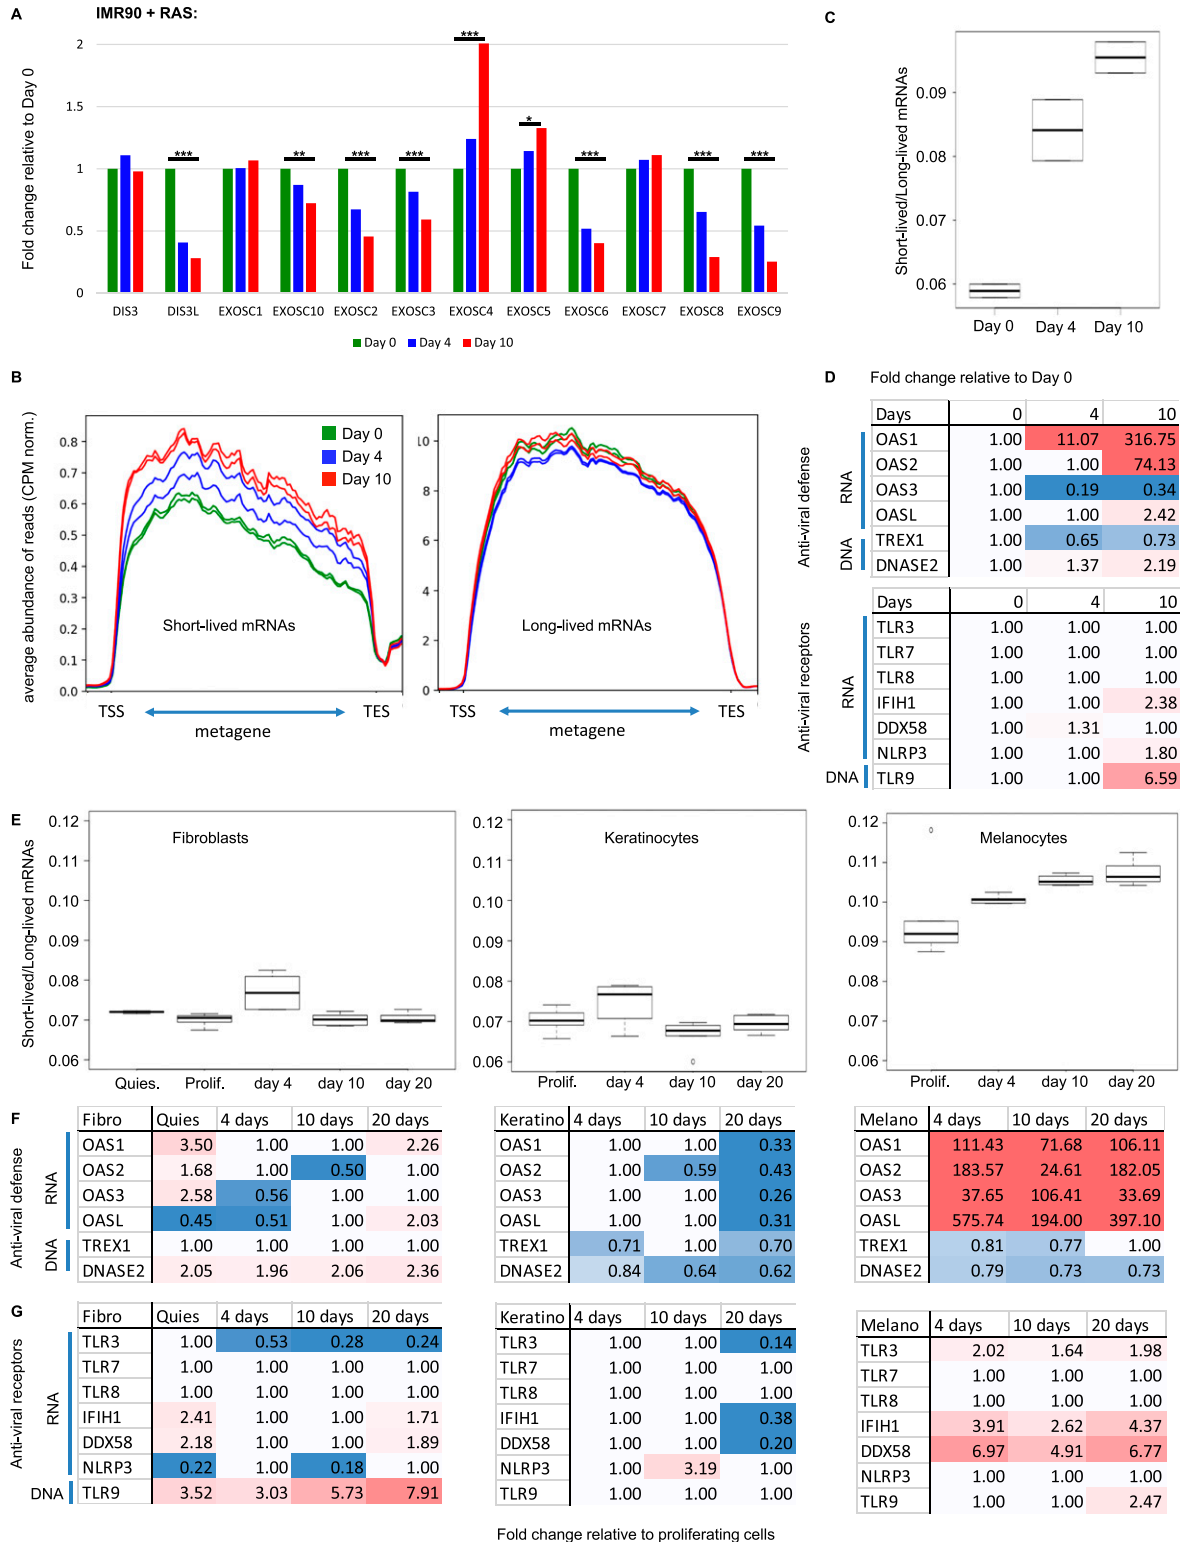 A
IMR90 + RAS:
Fold change relative to Day 0
2
1.5
1
0.5
0
***
**
***
***
***
*
***
***
***
DIS3 DIS3L EXOSC1 EXOSC10 EXOSC2 EXOSC3 EXOSC4 EXOSC5 EXOSC6 EXOSC7 EXOSC8 EXOSC9
Day 0 Day 4 Day 10
C
Short-lived/Long-lived mRNAs
0.09
0.08
0.07
0.06
Day 0 Day 4 Day 10
B
average abundance of reads (CPM norm.)
0.8
0.7
0.6
0.5
0.4
0.3
0.2
0.1
0.0
Day 0
Day 4
Day 10
Short-lived mRNAs
TSS TES
metagene
10
8
6
4
2
0
Long-lived mRNAs
TSS TES
metagene
D
Fold change relative to Day 0
Anti-viral defense
RNA
DNA
Days 0 4 10
OAS1 1.00 11.07 316.75
OAS2 1.00 1.00 74.13
OAS3 1.00 0.19 0.34
OASL 1.00 1.00 2.42
TREX1 1.00 0.65 0.73
DNASE2 1.00 1.37 2.19
Anti-viral receptors
RNA
DNA
Days 0 4 10
TLR3 1.00 1.00 1.00
TLR7 1.00 1.00 1.00
TLR8 1.00 1.00 1.00
IFIH1 1.00 1.00 2.38
DDX58 1.00 1.31 1.00
NLRP3 1.00 1.00 1.80
TLR9 1.00 1.00 6.59
E
Short-lived/Long-lived mRNAs
0.12
0.11
0.10
0.09
0.08
0.07
0.06
Fibroblasts
Quies. Prolif. day 4 day 10 day 20
0.12
0.11
0.10
0.09
0.08
0.07
0.06
Keratinocytes
Prolif. day 4 day 10 day 20
0.12
0.11
0.10
0.09
0.08
0.07
0.06
Melanocytes
Prolif. day 4 day 10 day 20
F
Anti-viral defense
RNA
DNA
Fibro Quies 4 days 10 days 20 days
OAS1 3.50 1.00 1.00 2.26
OAS2 1.68 1.00 0.50 1.00
OAS3 2.58 0.56 1.00 1.00
OASL 0.45 0.51 1.00 2.03
TREX1 1.00 1.00 1.00 1.00
DNASE2 2.05 1.96 2.06 2.36
Keratino 4 days 10 days 20 days
OAS1 1.00 1.00 0.33
OAS2 1.00 0.59 0.43
OAS3 1.00 1.00 0.26
OASL 1.00 1.00 0.31
TREX1 0.71 1.00 0.70
DNASE2 0.84 0.64 0.62
Melano 4 days 10 days 20 days
OAS1 111.43 71.68 106.11
OAS2 183.57 24.61 182.05
OAS3 37.65 106.41 33.69
OASL 575.74 194.00 397.10
TREX1 0.81 0.77 1.00
DNASE2 0.79 0.73 0.73
G
Anti-viral receptors
RNA
DNA
Fibro Quies 4 days 10 days 20 days
TLR3 1.00 0.53 0.28 0.24
TLR7 1.00 1.00 1.00 1.00
TLR8 1.00 1.00 1.00 1.00
IFIH1 2.41 1.00 1.00 1.71
DDX58 2.18 1.00 1.00 1.89
NLRP3 0.22 1.00 0.18 1.00
TLR9 3.52 3.03 5.73 7.91
Keratino 4 days 10 days 20 days
TLR3 1.00 1.00 0.14
TLR7 1.00 1.00 1.00
TLR8 1.00 1.00 1.00
IFIH1 1.00 1.00 0.38
DDX58 1.00 1.00 0.20
NLRP3 1.00 3.19 1.00
TLR9 1.00 1.00 1.00
Melano 4 days 10 days 20 days
TLR3 2.02 1.64 1.98
TLR7 1.00 1.00 1.00
TLR8 1.00 1.00 1.00
IFIH1 3.91 2.62 4.37
DDX58 6.97 4.91 6.77
NLRP3 1.00 1.00 1.00
TLR9 1.00 1.00 2.47
Fold change relative to proliferating cells